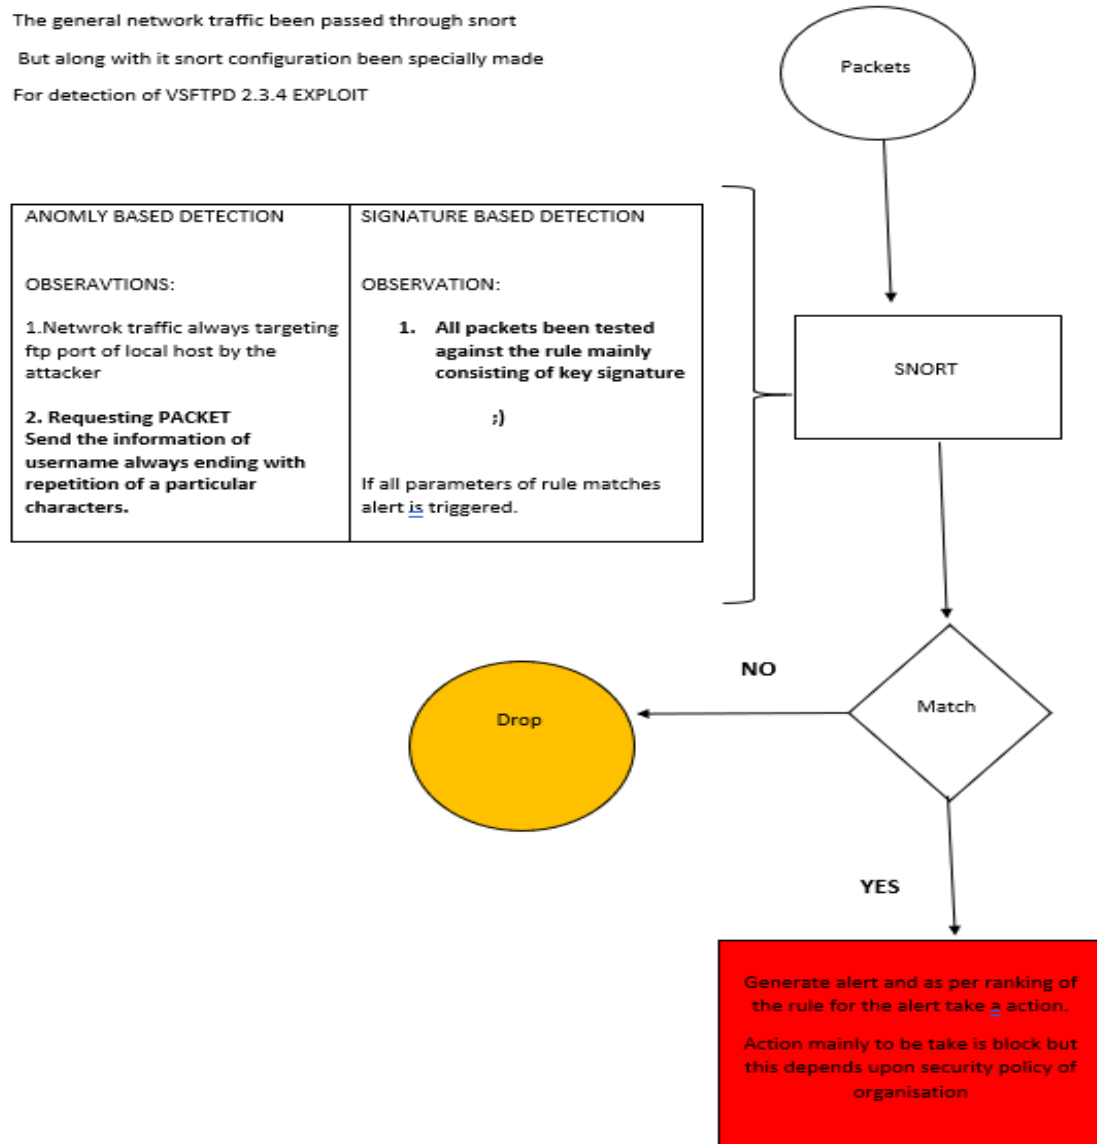 The general network traffic been passed through snort
But along with it snort configuration been specially made
For detection of VSFTPD 2.3.4 EXPLOIT
Packets
ANOMLY BASED DETECTION
OBSERAVTIONS:
1.Netwrok traffic always targeting
ftp port of local host by the
attacker
2. Requesting PACKET
Send the information of
username always ending with
repetition of a particular
characters.
SIGNATURE BASED DETECTION
OBSERVATION:
1. All packets been tested
against the rule mainly
consisting of key signature
;)
If all parameters of rule matches
alert is triggered.
SNORT
Match
NO
Drop
YES
Generate alert and as per ranking of
the rule for the alert take a action.
Action mainly to be take is block but
this depends upon security policy of
organisation